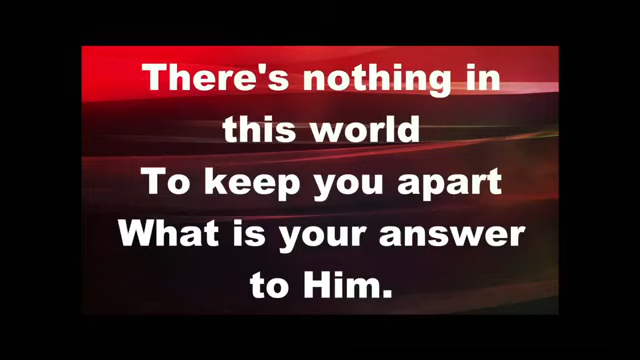 There's nothing in
this world
To keep you apart
What is your answer
to Him.